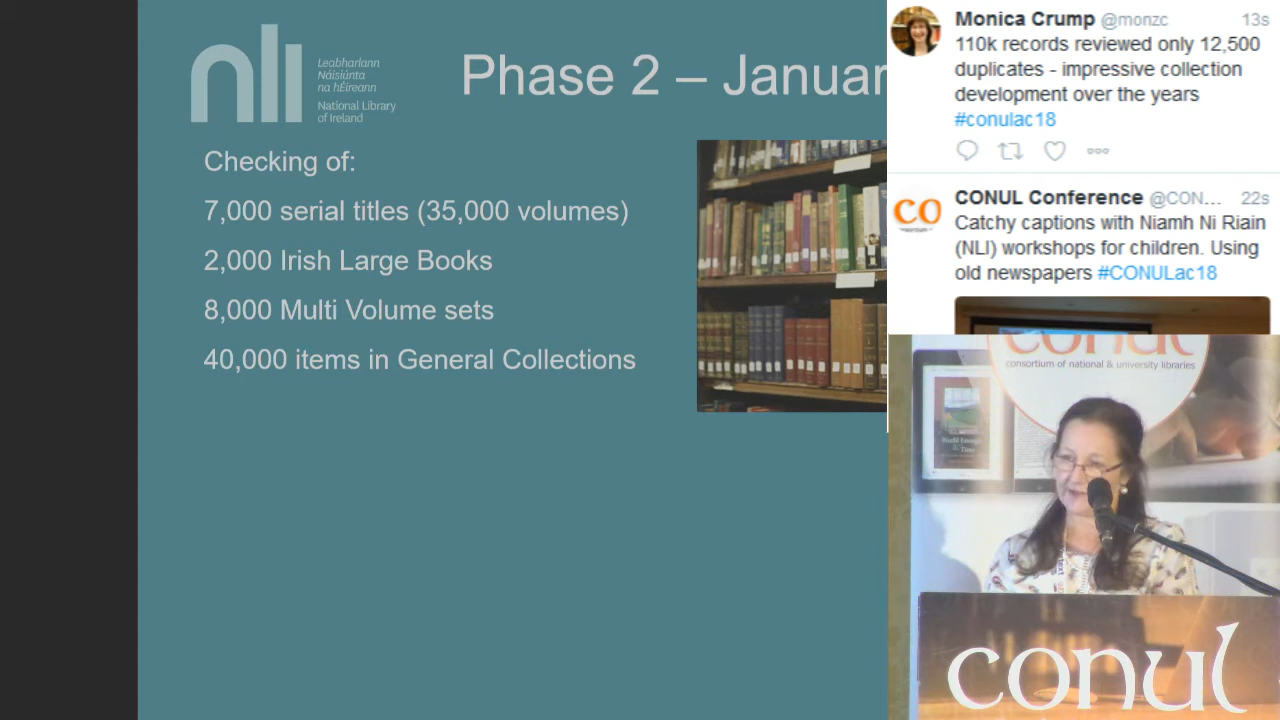 nli
Leabharlann
Náisiúnta
na hÉireann
National Library
of Ireland
Phase 2 – Januar
Checking of:
7,000 serial titles (35,000 volumes)
2,000 Irish Large Books
8,000 Multi Volume sets
40,000 items in General Collections
Monica Crump @monzc 13s
110k records reviewed only 12,500
duplicates - impressive collection
development over the years
#conulac18
CO
CONUL Conference @CON... 22s
Catchy captions with Niamh Ni Riain
(NLI) workshops for children. Using
old newspapers #CONULac18
conul
consortium of national & university libraries
conul